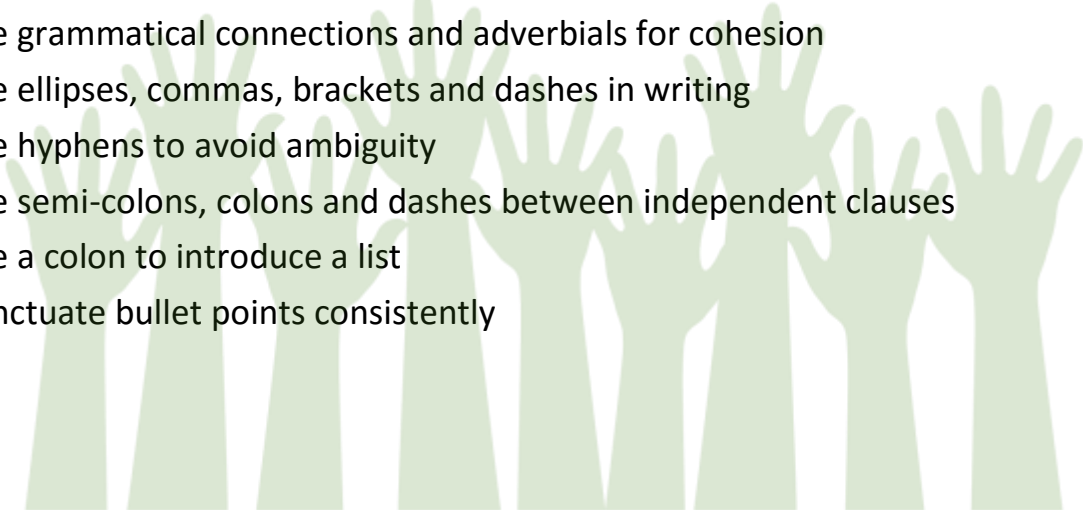 e grammatical connections and adverbials for cohesion
e ellipses, commas, brackets and dashes in writing
e hyphens to avoid ambiguity
e semi-colons, colons and dashes between independent clauses
e a colon to introduce a list
nctuate bullet points consistently